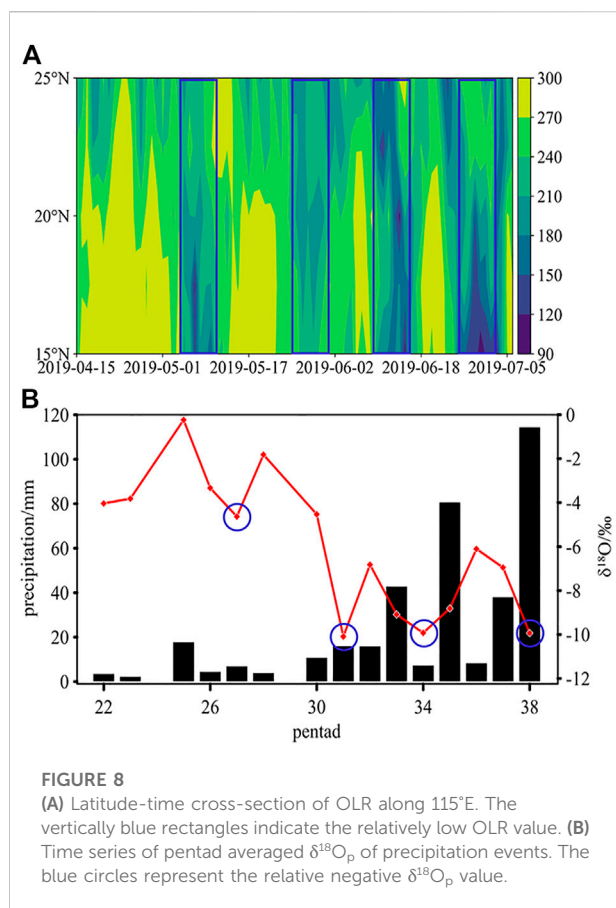 A
25°N
20°N
15°N
2019-04-15 2019-05-01 2019-05-17 2019-06-02 2019-06-18 2019-07-05
300
270
240
210
180
150
120
90
B
120
100
80
60
40
20
0
precipitation/mm
0
-2
-4
-6
-8
-10
-12
δ¹⁸O/‰
22 26 30 34 38
pentad
FIGURE 8
(A) Latitude-time cross-section of OLR along 115°E. The
vertically blue rectangles indicate the relatively low OLR value. (B)
Time series of pentad averaged δ¹⁸Oₚ of precipitation events. The
blue circles represent the relative negative δ¹⁸Oₚ value.